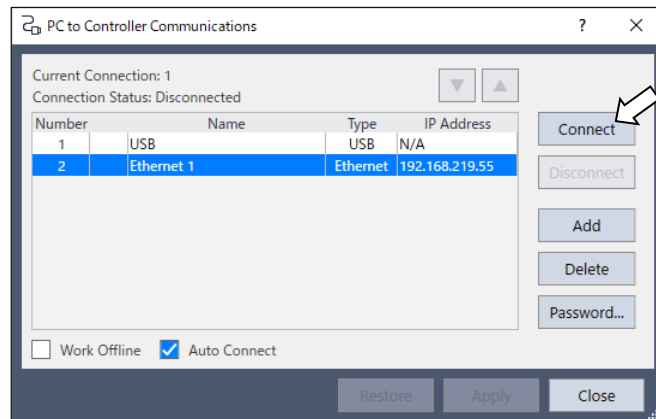 PC to Controller Communications ?
Current Connection: 1
Connection Status: Disconnected
Number Name Type IP Address
1 USB USB N/A
2 Ethernet 1 Ethernet 192.168.219.55
Connect
Disconnect
Add
Delete
Password...
Work Offline Auto Connect
Restore Apply Close